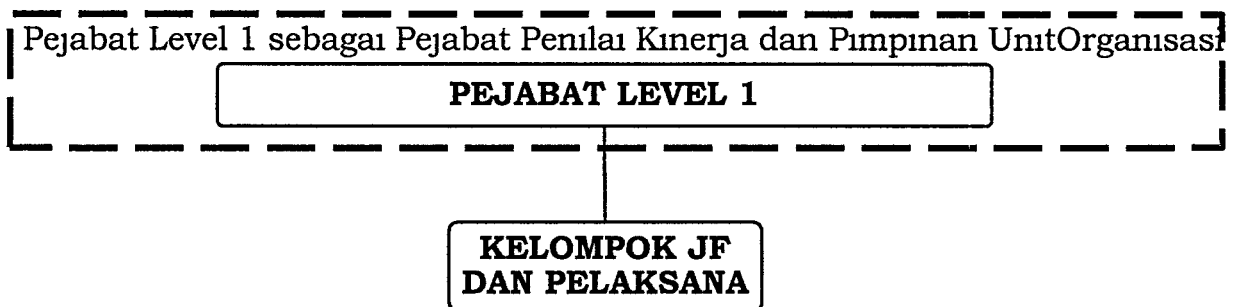 Pejabat Level 1 sebagai Pejabat Penilai Kinerja dan Pimpinan UnitOrganisasi
PEJABAT LEVEL 1
KELOMPOK JF
DAN PELAKSANA